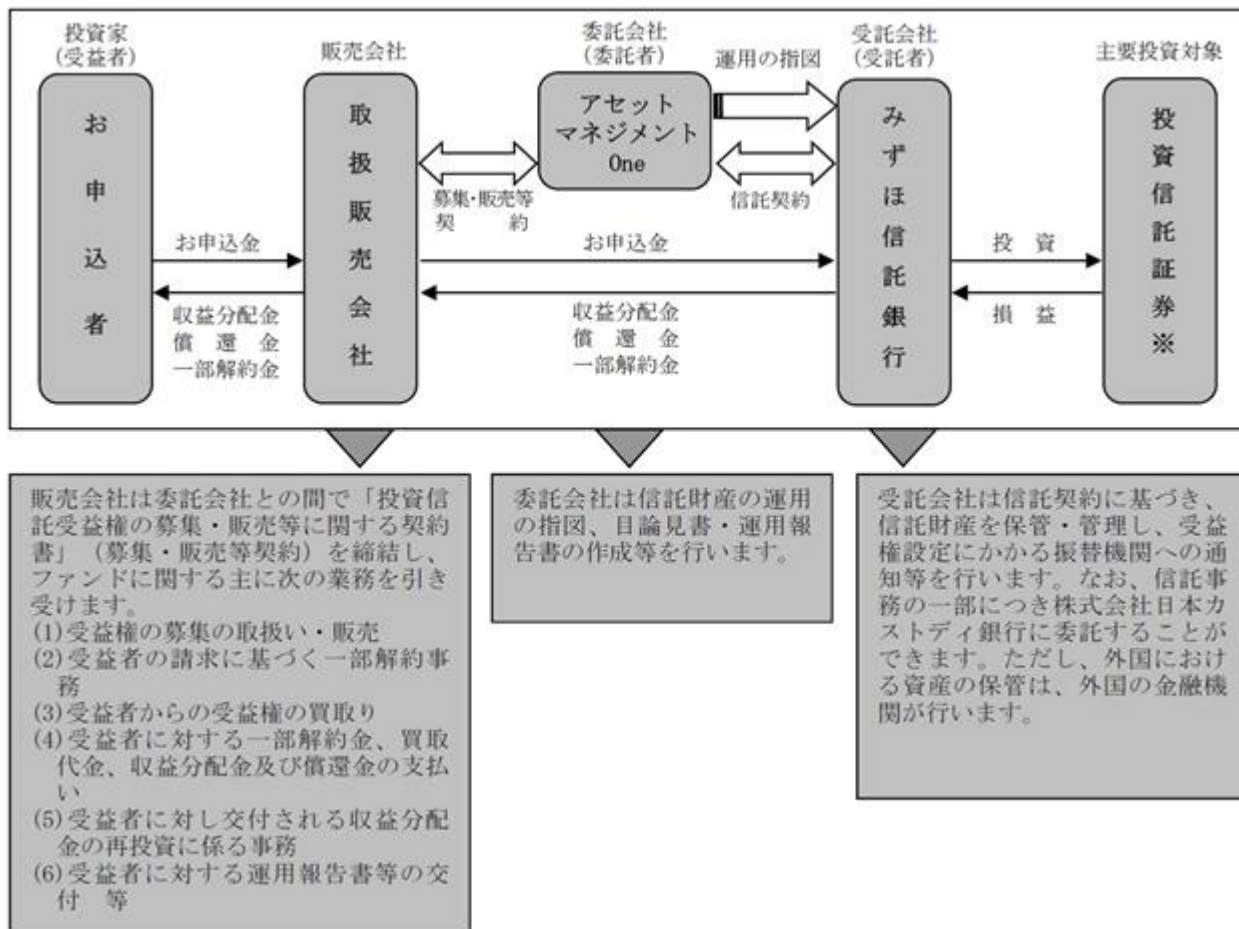 投資家
(受益者)
販売会社
委託会社
(委託者)
運用の指図
受託会社
(受託者)
主要投資対象
お申込者
取扱販売会社
アセット
マネジメント
One
みずほ信託銀行
投資信託証券※
募集・販売等
契　　約
信託契約
お申込金
お申込金
投　資
収益分配金
償　還　金
一部解約金
収益分配金
償　還　金
一部解約金
損　益
販売会社は委託会社との間で「投資信
託受益権の募集・販売等に関する契約
書」（募集・販売等契約）を締結し、
ファンドに関する主に次の業務を引き
受けます。
(1)受益権の募集の取扱い・販売
(2)受益者の請求に基づく一部解約事
務
(3)受益者からの受益権の買取り
(4)受益者に対する一部解約金、買取
代金、収益分配金及び償還金の支払
い
(5)受益者に対し交付される収益分配
金の再投資に係る事務
(6)受益者に対する運用報告書等の交
付　等
委託会社は信託財産の運用
の指図、目論見書・運用報
告書の作成等を行います。
受託会社は信託契約に基づき、
信託財産を保管・管理し、受益
権設定にかかる振替機関への通
知等を行います。なお、信託事
務の一部につき株式会社日本カ
ストディ銀行に委託することが
できます。ただし、外国におけ
る資産の保管は、外国の金融機
関が行います。